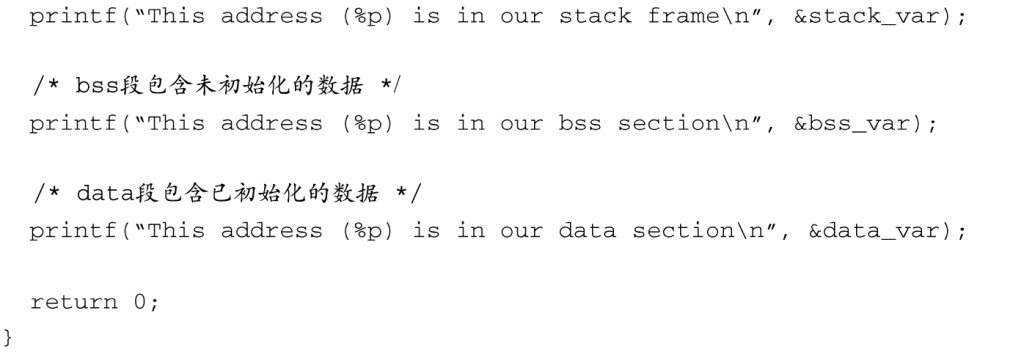 printf(“This address (%p) is in our stack frame\n”, &stack_var);
/* bss段包含未初始化的数据 */
printf(“This address (%p) is in our bss section\n”, &bss_var);
/* data段包含已初始化的数据 */
printf(“This address (%p) is in our data section\n”, &data_var);
return 0;
}